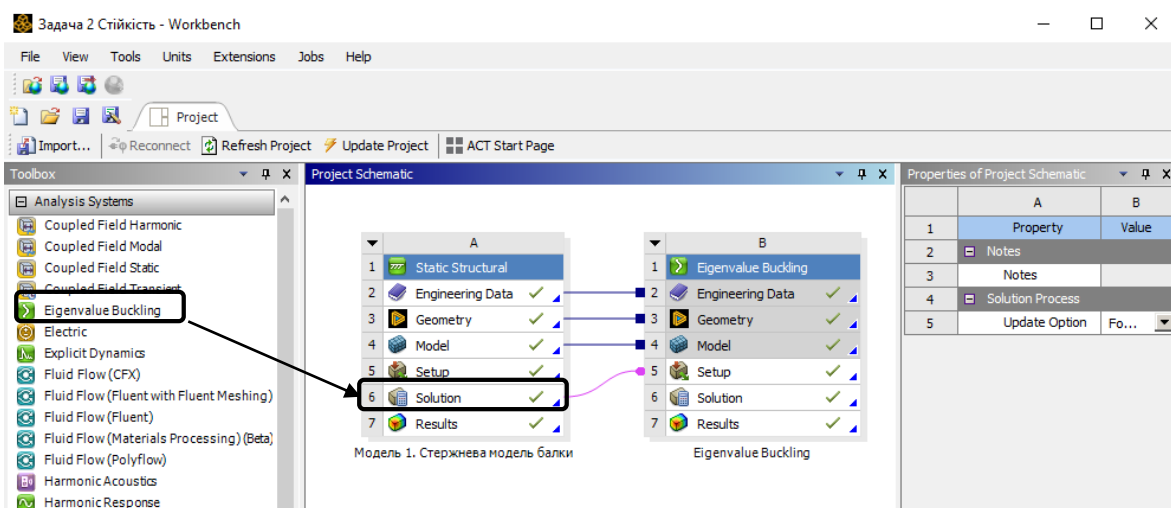 Задача 2 Стійкість - Workbench
File View Tools Units Extensions Jobs Help
Project
Import... Reconnect Refresh Project Update Project ACT Start Page
Toolbox
Analysis Systems
Coupled Field Harmonic
Coupled Field Modal
Coupled Field Static
Coupled Field Transient
Eigenvalue Buckling
Electric
Explicit Dynamics
Fluid Flow (CFX)
Fluid Flow (Fluent with Fluent Meshing)
Fluid Flow (Fluent)
Fluid Flow (Materials Processing) (Beta)
Fluid Flow (Polyflow)
Harmonic Acoustics
Harmonic Response
Project Schematic
A
1 Static Structural
2 Engineering Data
3 Geometry
4 Model
5 Setup
6 Solution
7 Results
Модель 1. Стержнева модель балки
B
1 Eigenvalue Buckling
2 Engineering Data
3 Geometry
4 Model
5 Setup
6 Solution
7 Results
Eigenvalue Buckling
Properties of Project Schematic
A B
1 Property Value
2 Notes
3 Notes
4 Solution Process
5 Update Option Fo...